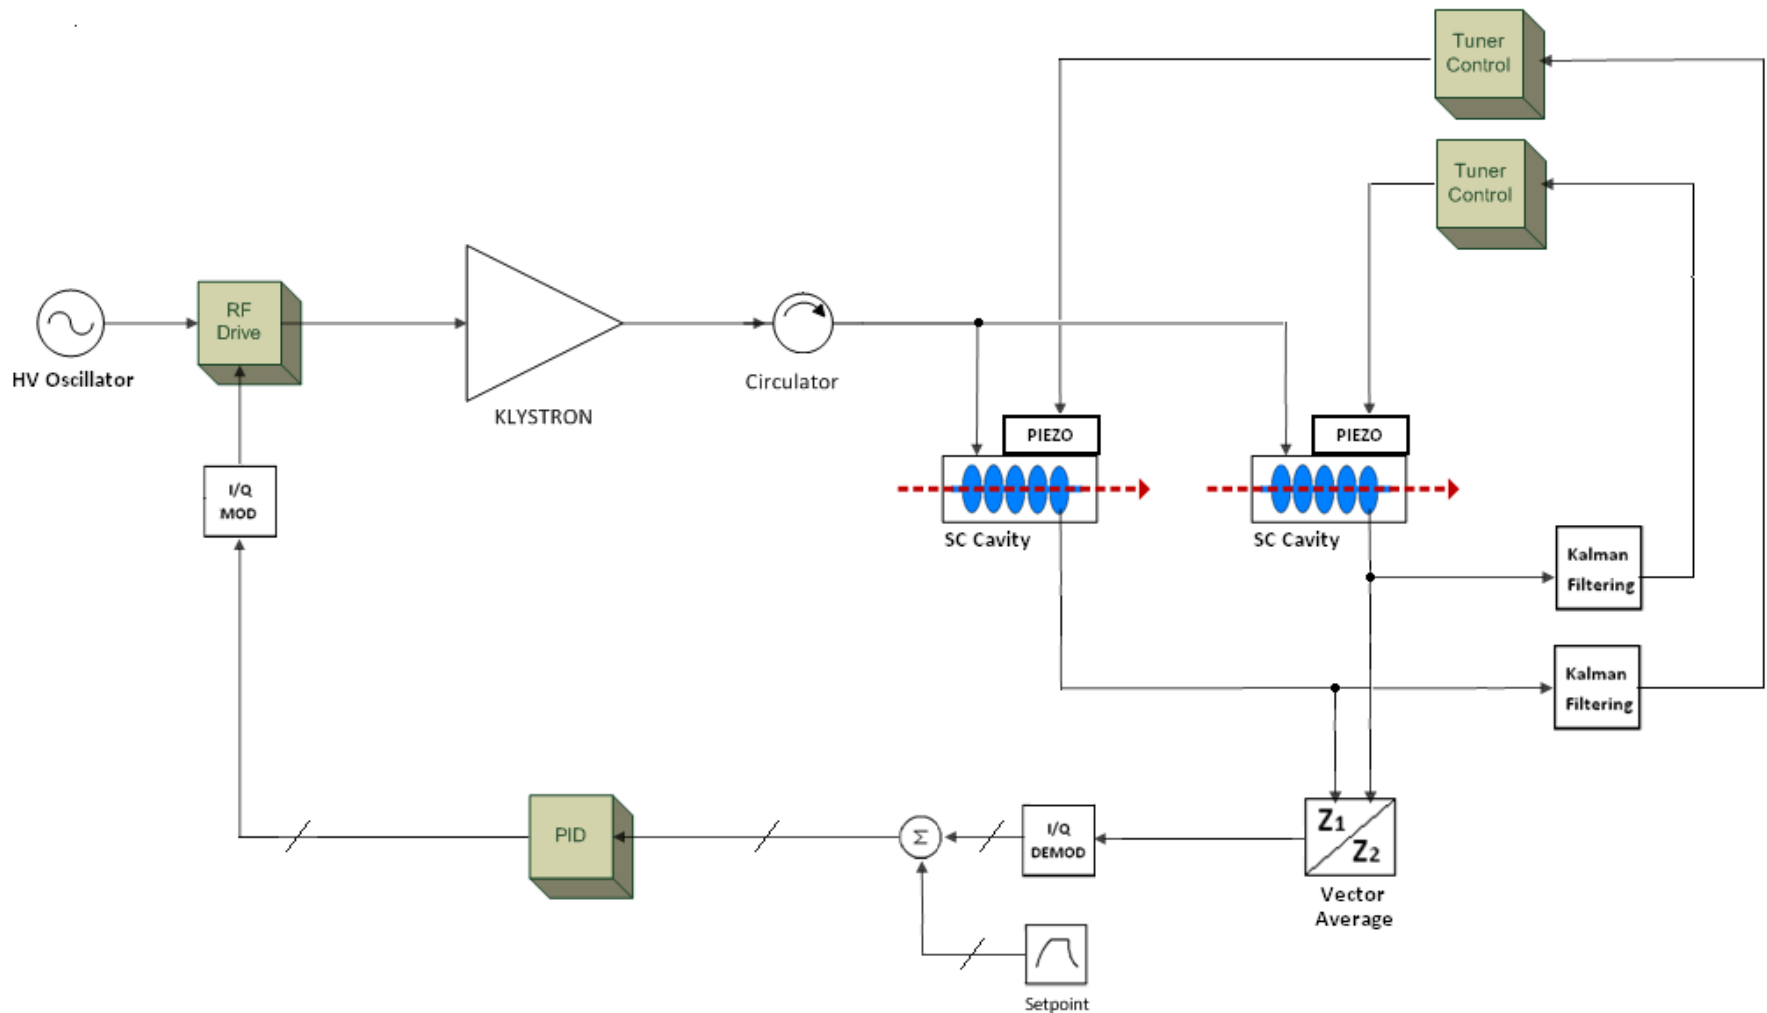 Tuner
Control
Tuner
Control
RF
Drive
HV Oscillator
KLYSTRON
Circulator
PIEZO
PIEZO
I/Q
MOD
SC Cavity
SC Cavity
Kalman
Filtering
Kalman
Filtering
PID
Σ
I/Q
DEMOD
Z1
Z2
Vector
Average
Setpoint